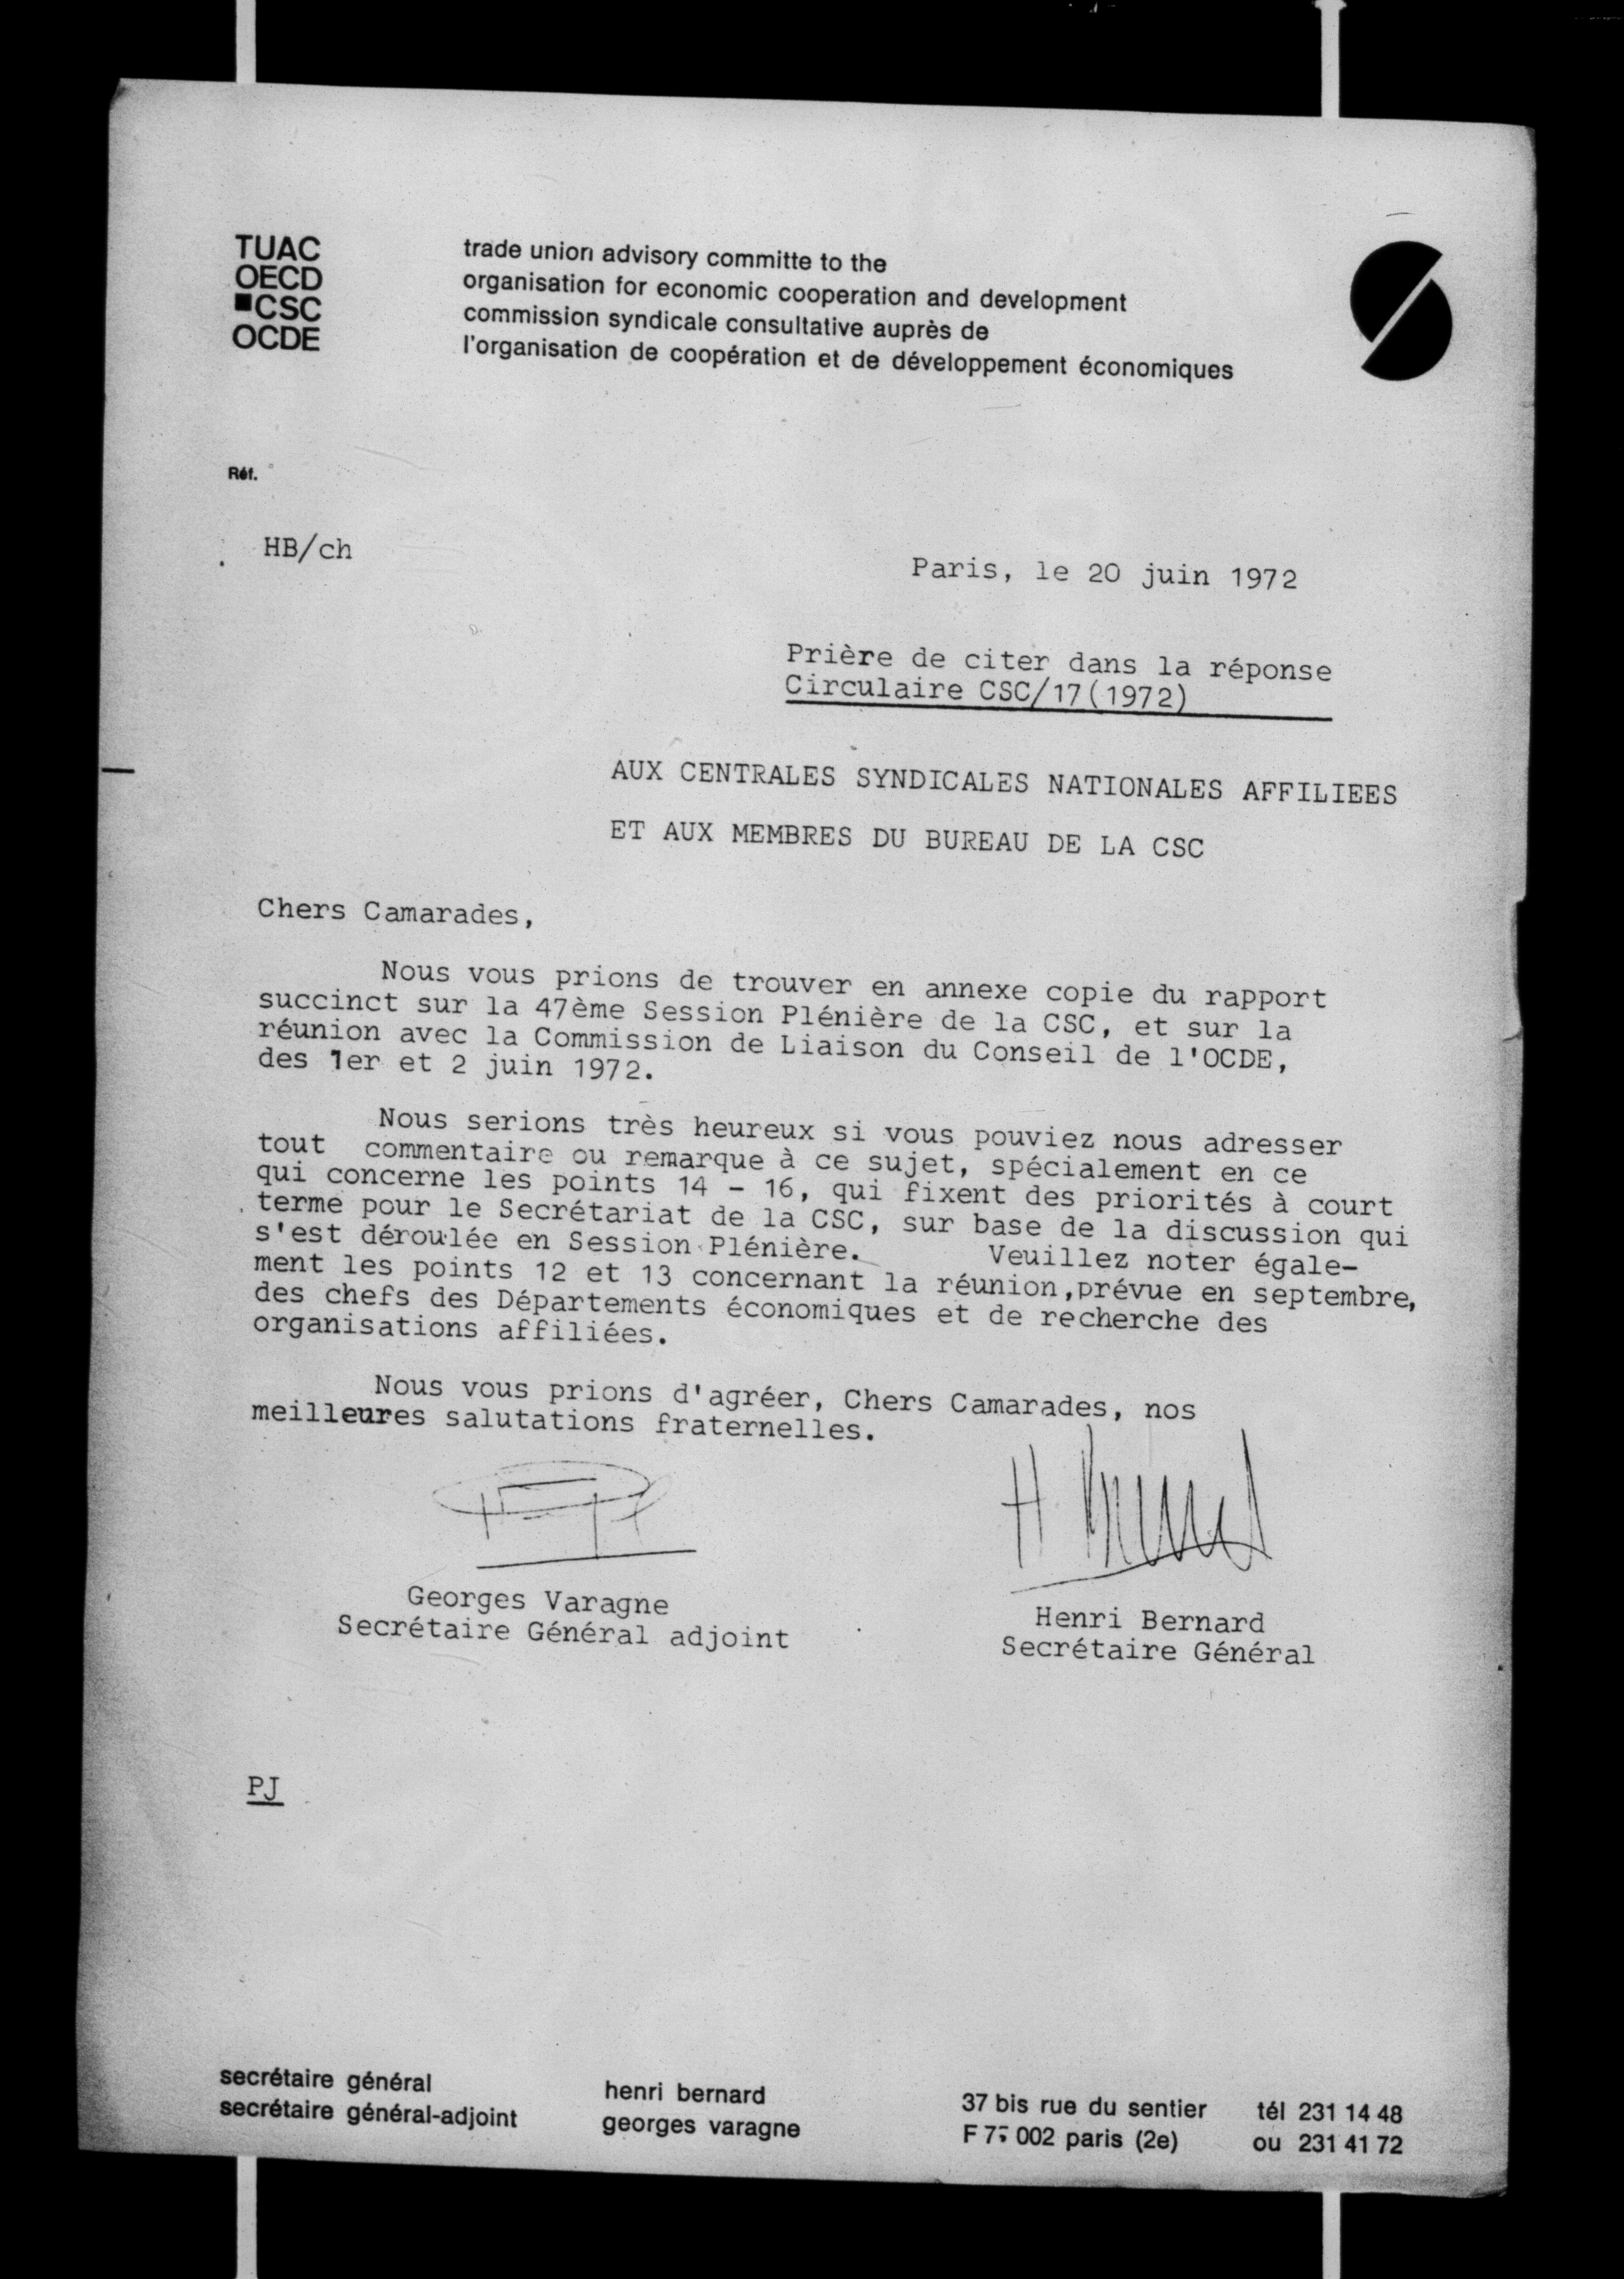 TUAC
OECD
■CSC
OCDE
trade union advisory committe to the
organisation for economic cooperation and development
commission syndicale consultative auprès de
l'organisation de coopération et de développement économiques
Réf.
HB/ch
Paris, le 20 juin 1972
Prière de citer dans la réponse
Circulaire CSC/17(1972)
AUX CENTRALES SYNDICALES NATIONALES AFFILIEES
ET AUX MEMBRES DU BUREAU DE LA CSC
Chers Camarades,
Nous vous prions de trouver en annexe copie du rapport
succinct sur la 47ème Session Plénière de la CSC, et sur la
réunion avec la Commission de Liaison du Conseil de l'OCDE,
des 1er et 2 juin 1972.
Nous serions très heureux si vous pouviez nous adresser
tout commentaire ou remarque à ce sujet, spécialement en ce
qui concerne les points 14 - 16, qui fixent des priorités à court
terme pour le Secrétariat de la CSC, sur base de la discussion qui
s'est déroulée en Session Plénière. Veuillez noter égale-
ment les points 12 et 13 concernant la réunion,prévue en septembre,
des chefs des Départements économiques et de recherche des
organisations affiliées.
Nous vous prions d'agréer, Chers Camarades, nos
meilleures salutations fraternelles.
H Bernard
Georges Varagne
Secrétaire Général adjoint
Henri Bernard
Secrétaire Général
PJ
secrétaire général
secrétaire général-adjoint
henri bernard
georges varagne
37 bis rue du sentier
F 75 002 paris (2e)
tél 231 14 48
ou 231 41 72